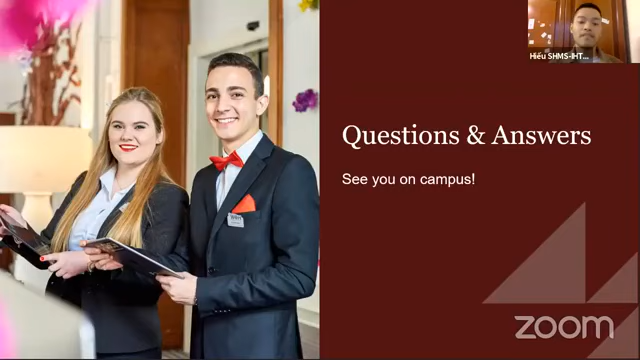 Hiếu SHMS-IHT...
Questions & Answers
See you on campus!
zoom